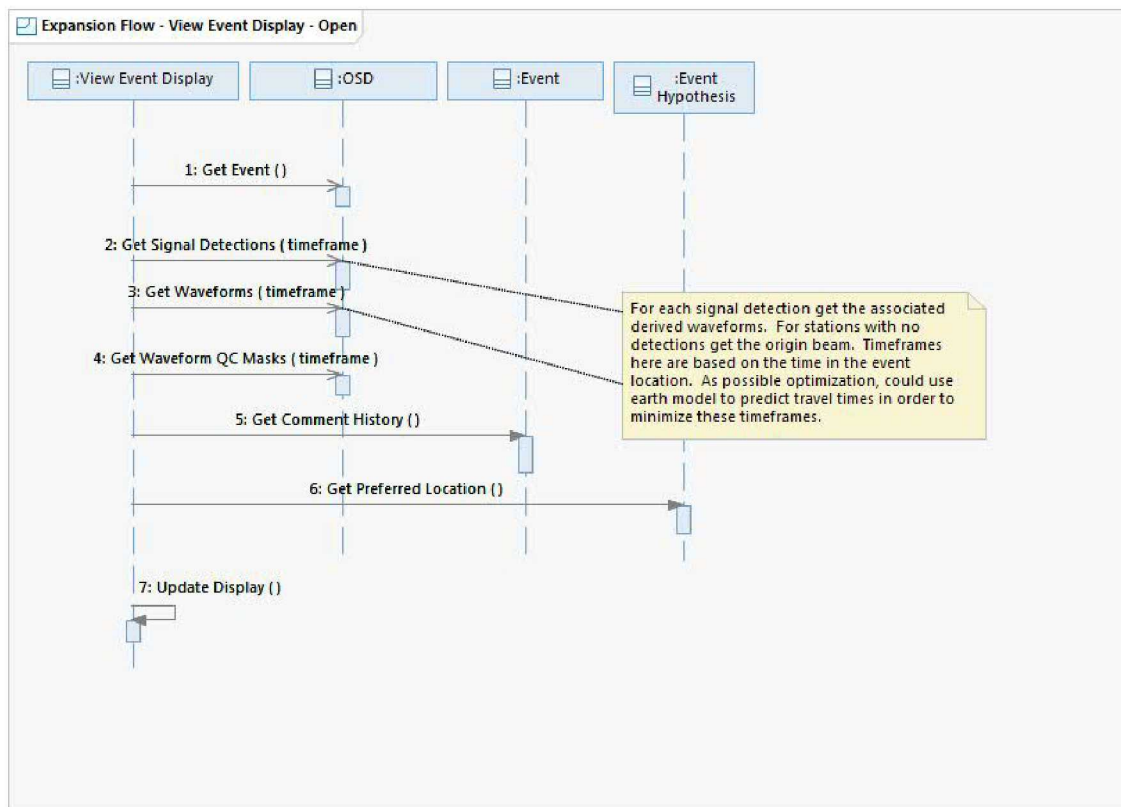 Expansion Flow - View Event Display - Open
:View Event Display
:OSD
:Event
:Event
Hypothesis
1: Get Event ( )
2: Get Signal Detections ( timeframe )
3: Get Waveforms ( timeframe )
For each signal detection get the associated
derived waveforms. For stations with no
detections get the origin beam. Timeframes
here are based on the time in the event
location. As possible optimization, could use
earth model to predict travel times in order to
minimize these timeframes.
4: Get Waveform QC Masks ( timeframe )
5: Get Comment History ( )
6: Get Preferred Location ( )
7: Update Display ( )